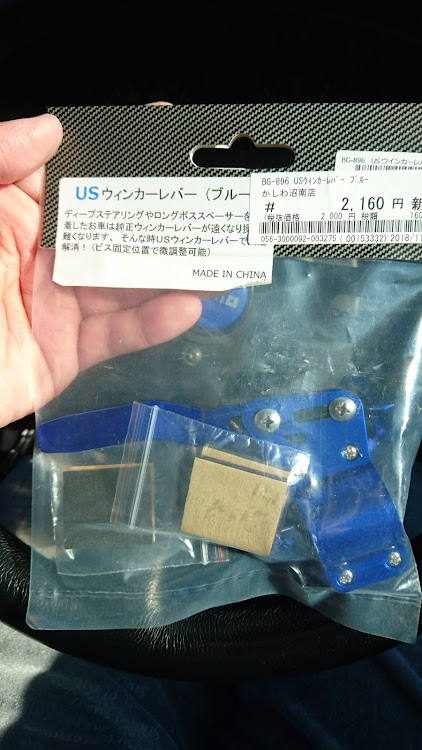 BG-896 USウインカーレバ
BG-896 USウィンカーレバー ブルー
かしわ沼南店
# 2,160 円 新
(税抜価格 2,000 円 税額 160
056-3000092-003275 (00153332) 2018/11
USウィンカーレバー（ブルー
ディープステアリングやロングボススペーサーを
着したお車は純正ウィンカーレバーが遠くなり操
難くなります、そんな時USウィンカーレバーで
解消！（ビス固定位置で微調整可能）
MADE IN CHINA